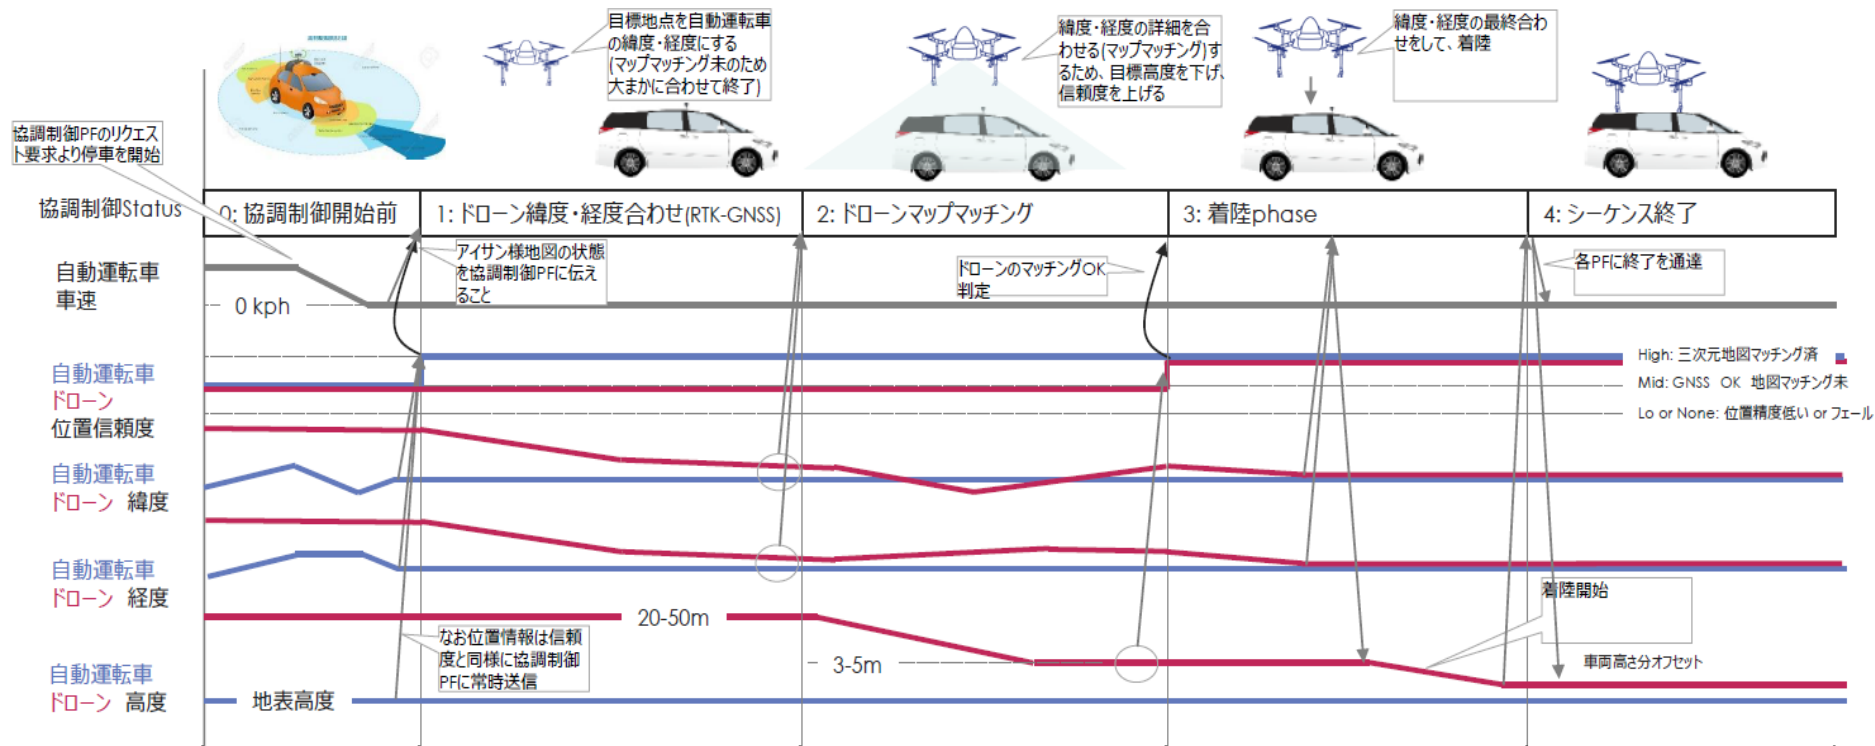 目標地点を自動運転車
の緯度・経度にする
(マップマッチング未のため
大まかに合わせて終了)
緯度・経度の詳細を合
わせる(マップマッチング)す
るため、目標高度を下げ、
信頼度を上げる
緯度・経度の最終合わ
せをして、着陸
協調制御PFのリクエス
ト要求より停車を開始
協調制御Status
0: 協調制御開始前
1: ドローン緯度・経度合わせ(RTK-GNSS)
2: ドローンマップマッチング
3: 着陸phase
4: シーケンス終了
アイサン様地図の状態
を協調制御PFに伝え
ること
ドローンのマッチングOK
判定
各PFに終了を通達
自動運転車
車速
0 kph
自動運転車
ドローン
位置信頼度
High: 三次元地図マッチング済
Mid: GNSS OK 地図マッチング未
Lo or None: 位置精度低い or フェール
自動運転車
ドローン 緯度
自動運転車
ドローン 経度
着陸開始
20-50m
なお位置情報は信頼
度と同様に協調制御
PFに常時送信
3-5m
車両高さ分オフセット
自動運転車
ドローン 高度
地表高度